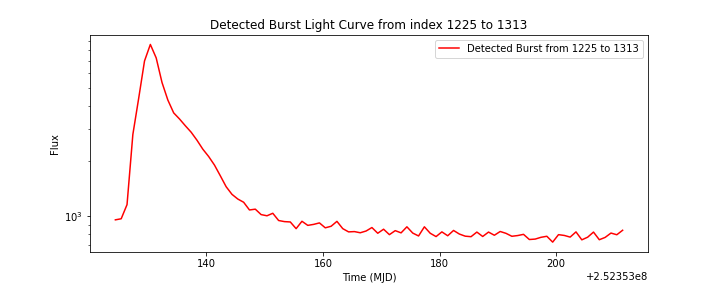 Detected Burst Light Curve from index 1225 to 1313
Detected Burst from 1225 to 1313
Flux
10³
140
160
180
200
Time (MJD)
+2.52353e8